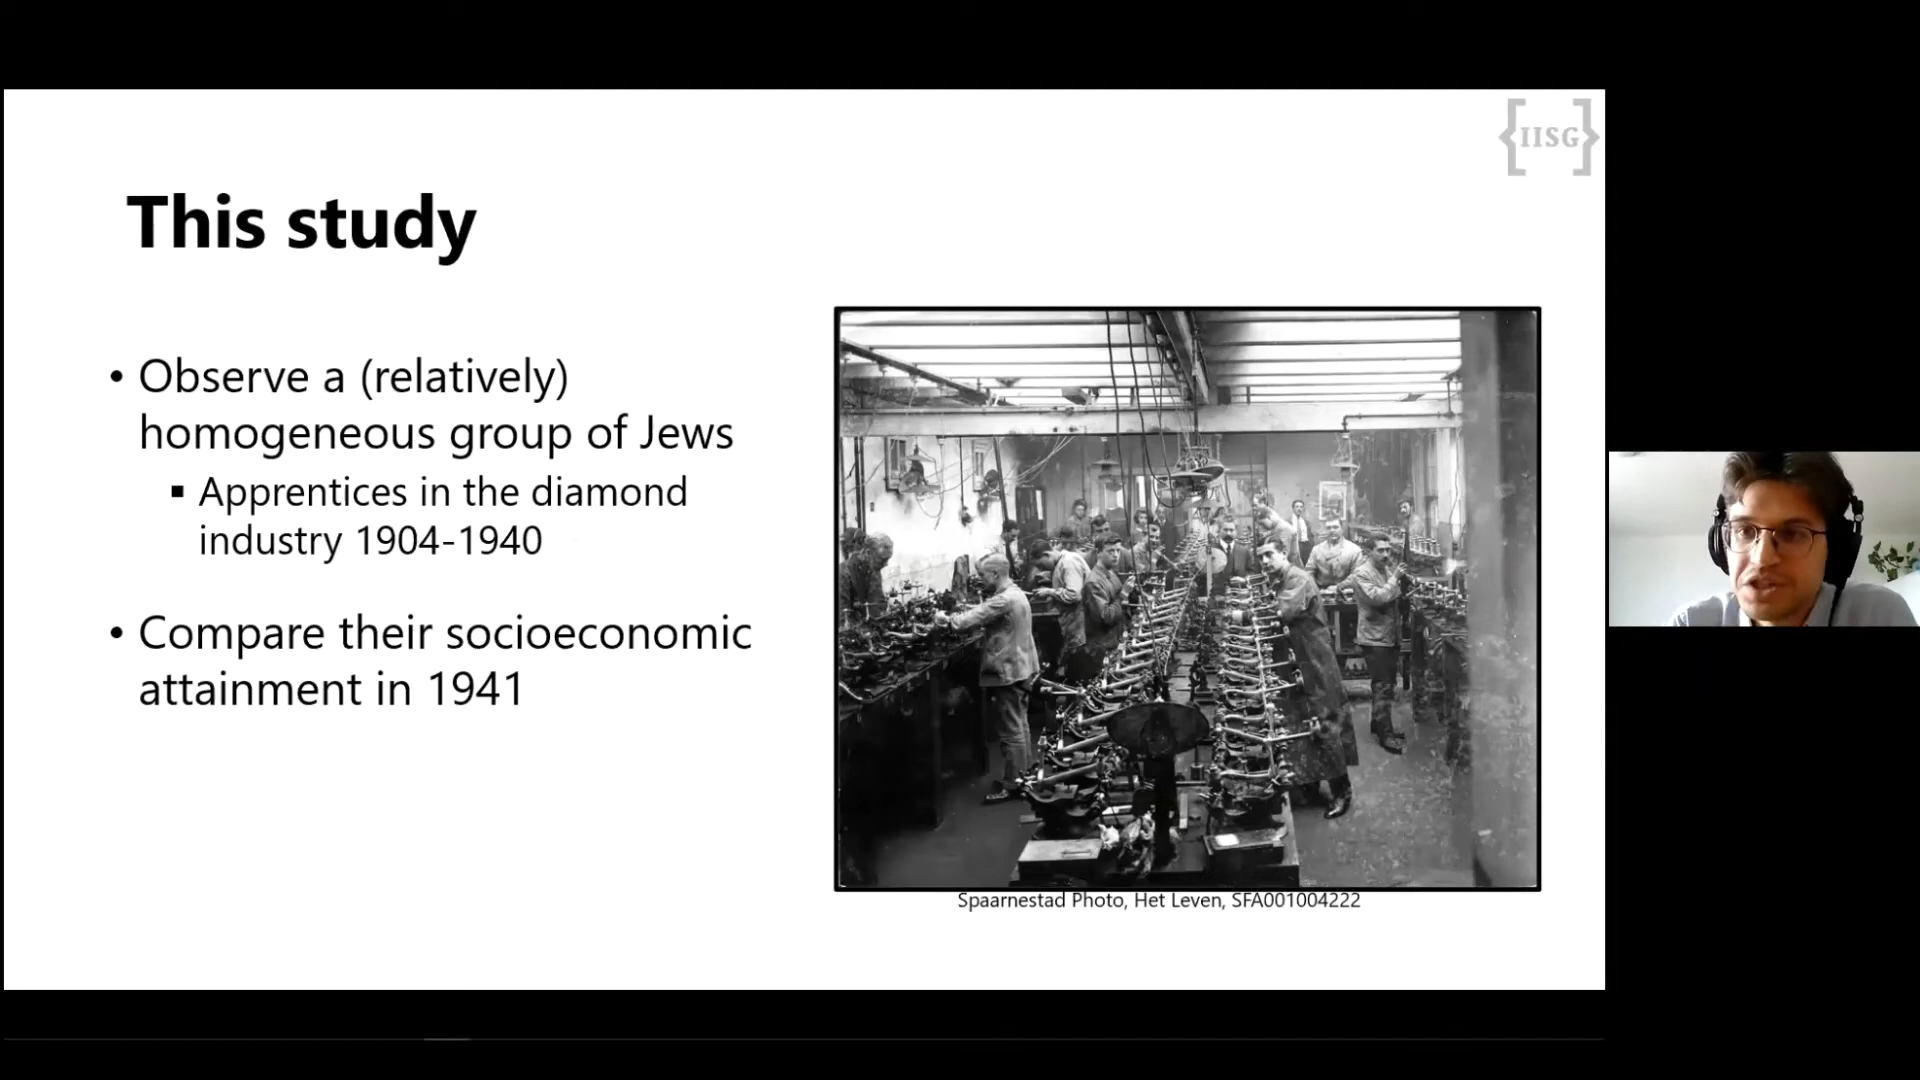 IISG
This study
• Observe a (relatively)
homogeneous group of Jews
▪ Apprentices in the diamond
industry 1904-1940
• Compare their socioeconomic
attainment in 1941
Spaarnestad Photo, Het Leven, SFA001004222